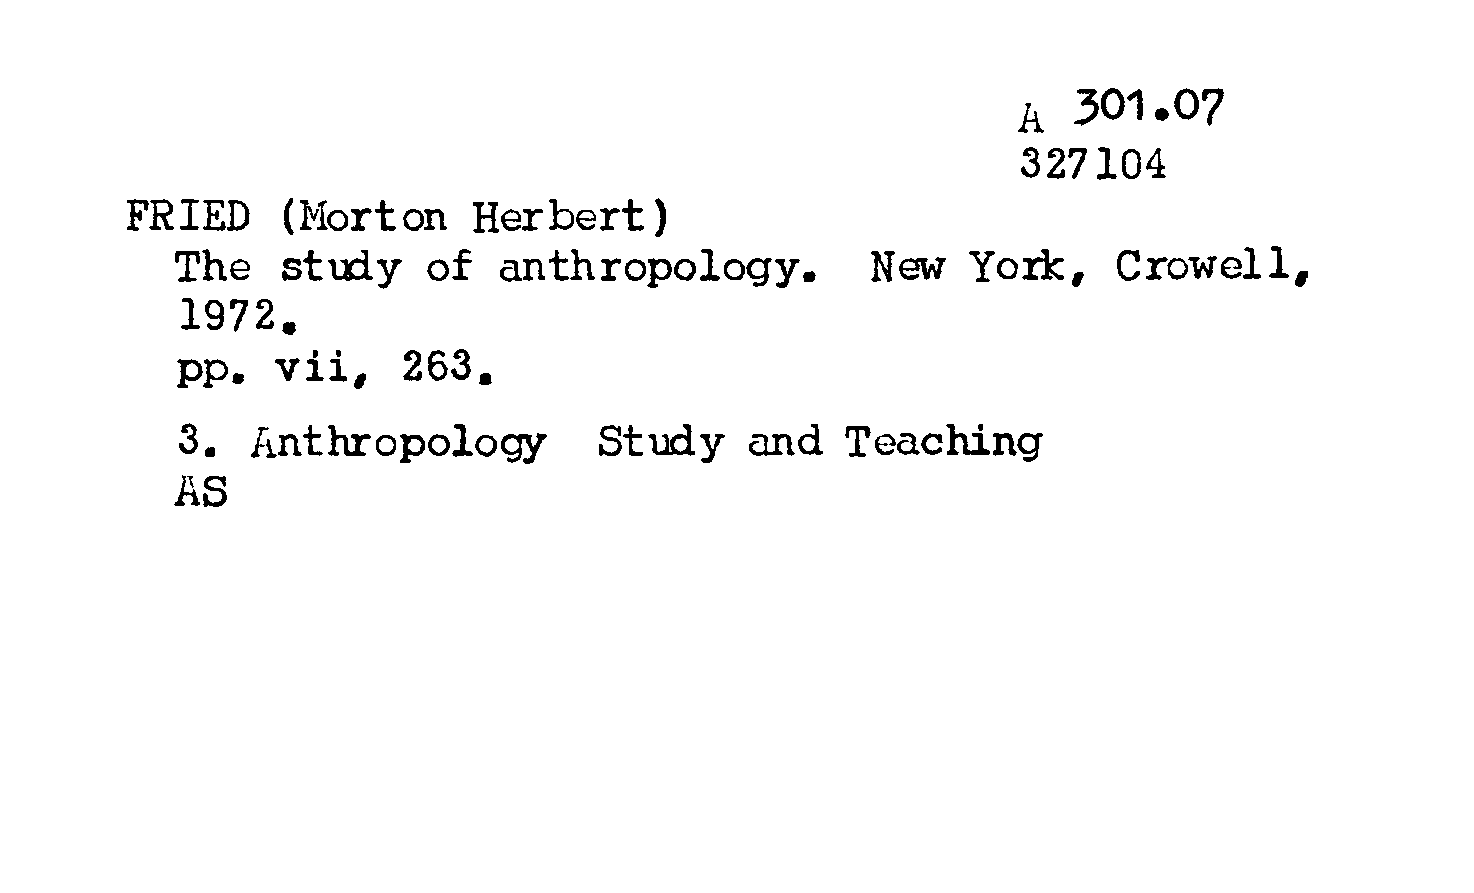 A 301.07
327104
FRIED (Morton Herbert)
The study of anthropology. New York, Crowell,
1972.
pp. vii, 263.
3. Anthropology Study and Teaching
AS